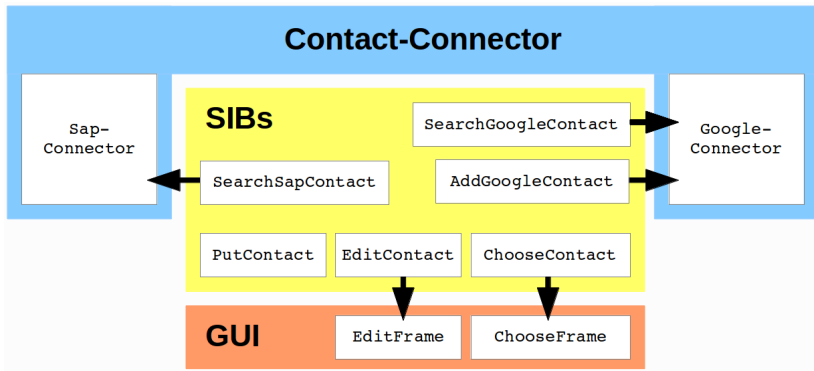 Contact-Connector
SIBs
SearchGoogleContact
Sap-
Connector
Google-
Connector
SearchSapContact
AddGoogleContact
PutContact
EditContact
ChooseContact
GUI
EditFrame
ChooseFrame